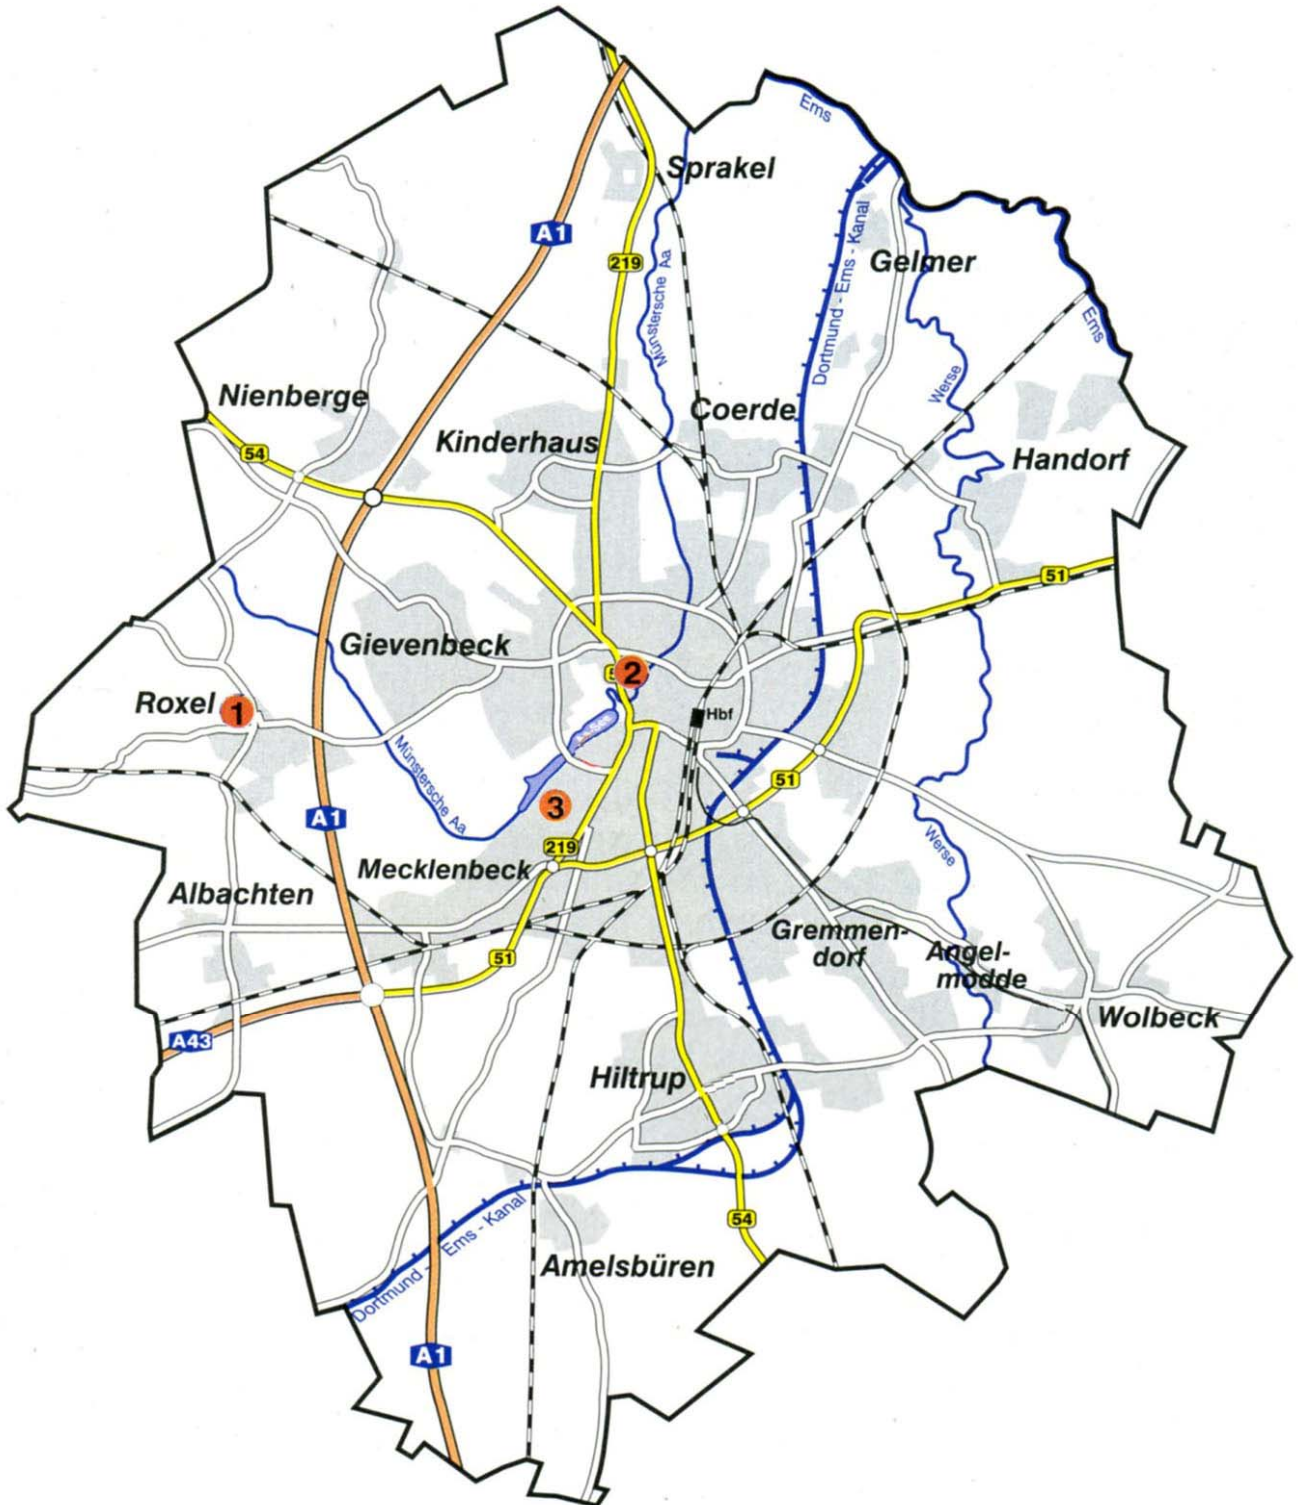 Ems
Sprakel
A1
Dortmund - Ems - Kanal
219
Gelmer
Münstersche Aa
Ems
Nienberge
Werse
Coerde
Kinderhaus
54
Handorf
51
Gievenbeck
2
Roxel
1
Hbf
Münstersche Aa
51
3
A1
219
Werse
Mecklenbeck
Albachten
Gremmen-
dorf
Angel-
modde
51
Wolbeck
A43
Hiltrup
54
Dortmund - Ems - Kanal
Amelsbüren
A1